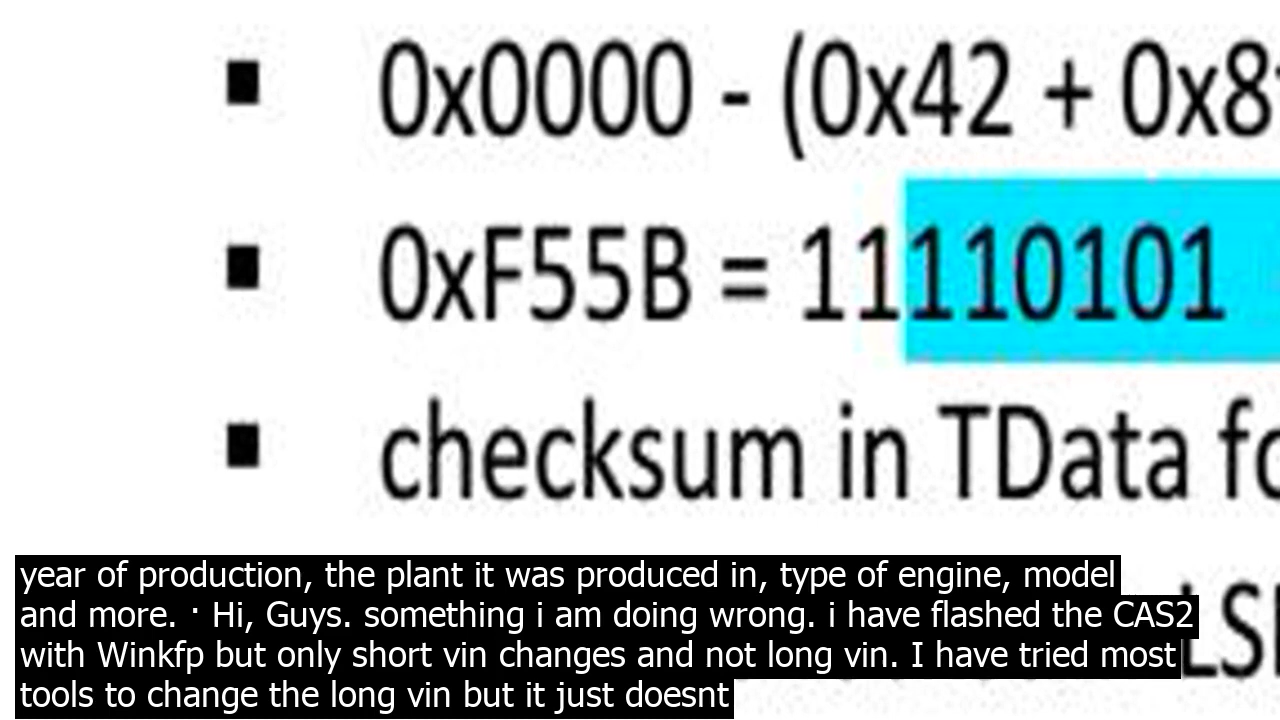 ▪ 0x0000 - (0x42 + 0x8
▪ 0xF55B = 11110101
▪ checksum in TData fo
LS
year of production, the plant it was produced in, type of engine, model
and more. · Hi, Guys. something i am doing wrong. i have flashed the CAS2
with Winkfp but only short vin changes and not long vin. I have tried most
tools to change the long vin but it just doesnt